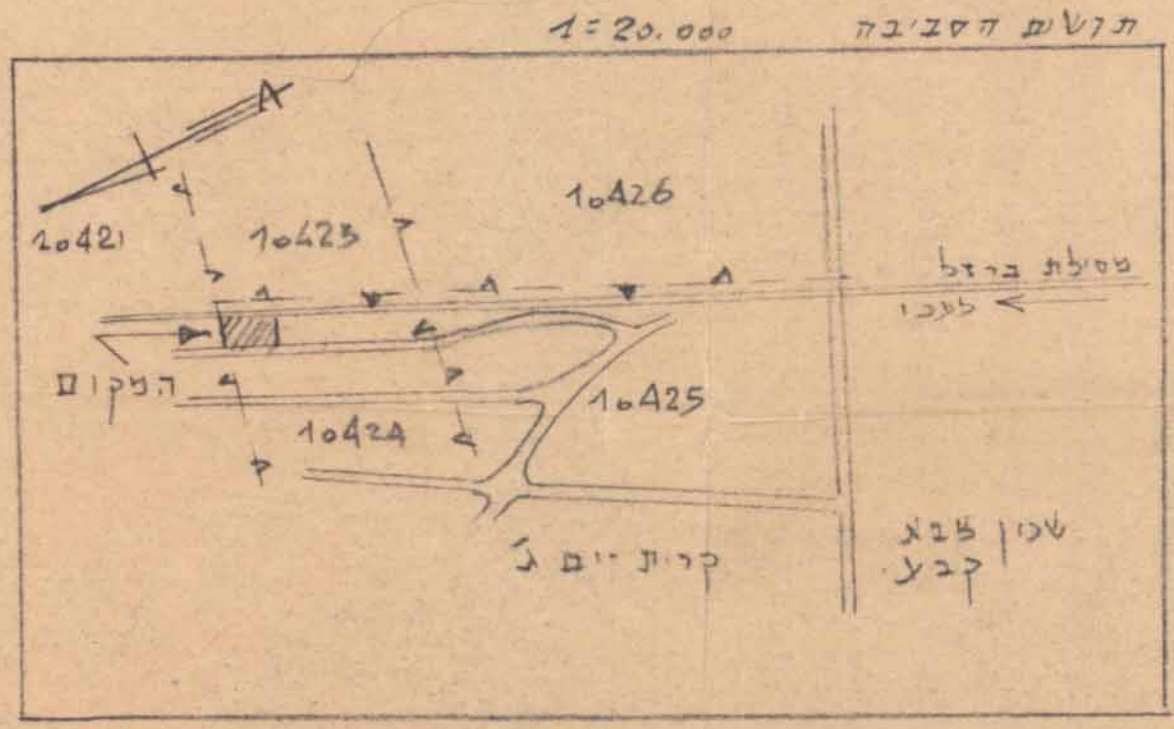 תרשים הסביבה 1=20.000
10426
10423
10421
מסילת ברזל
לעכו
המקום
10425
10424
קרית ים ג'
שכון צבא
קבע